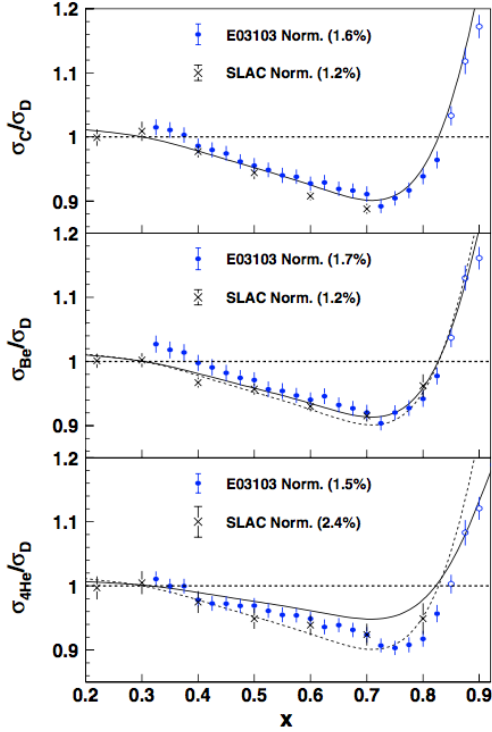 1.2
E03103 Norm. (1.6%)
SLAC Norm. (1.2%)
1.1
σC/σD
1
0.9
1.2
E03103 Norm. (1.7%)
SLAC Norm. (1.2%)
1.1
σBe/σD
1
0.9
1.2
E03103 Norm. (1.5%)
SLAC Norm. (2.4%)
1.1
σ4He/σD
1
0.9
0.2 0.3 0.4 0.5 0.6 0.7 0.8 0.9
x